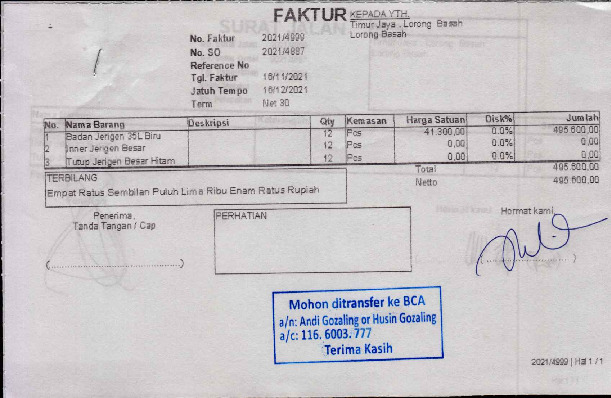 FAKTUR
KEPADA YTH.
Timur Jaya . Lorong Basah
Lorong Basah
No. Faktur 2021/4999
No. SO 2021/4887
Reference No
Tgl. Faktur 16/11/2021
Jatuh Tempo 16/12/2021
Term Net 30
No. Nama Barang Deskripsi Qty Kemasan Harga Satuan Disk% Jumlah
1 Badan Jerigen 35L Biru 12 Pcs 41.300,00 0.0% 495.600,00
2 Inner Jerigen Besar 12 Pcs 0,00 0.0% 0,00
3 Tutup Jerigen Besar Hitam 12 Pcs 0,00 0.0% 0,00
Total 495.600,00
Netto 495.600,00
TERBILANG
Empat Ratus Sembilan Puluh Lima Ribu Enam Ratus Rupiah
Penerima,
Tanda Tangan / Cap
(..............................)
PERHATIAN
Hormat kami
Mohon ditransfer ke BCA
a/n: Andi Gozaling or Husin Gozaling
a/c: 116. 6003. 777
Terima Kasih
2021/4999 | Hal 1 / 1